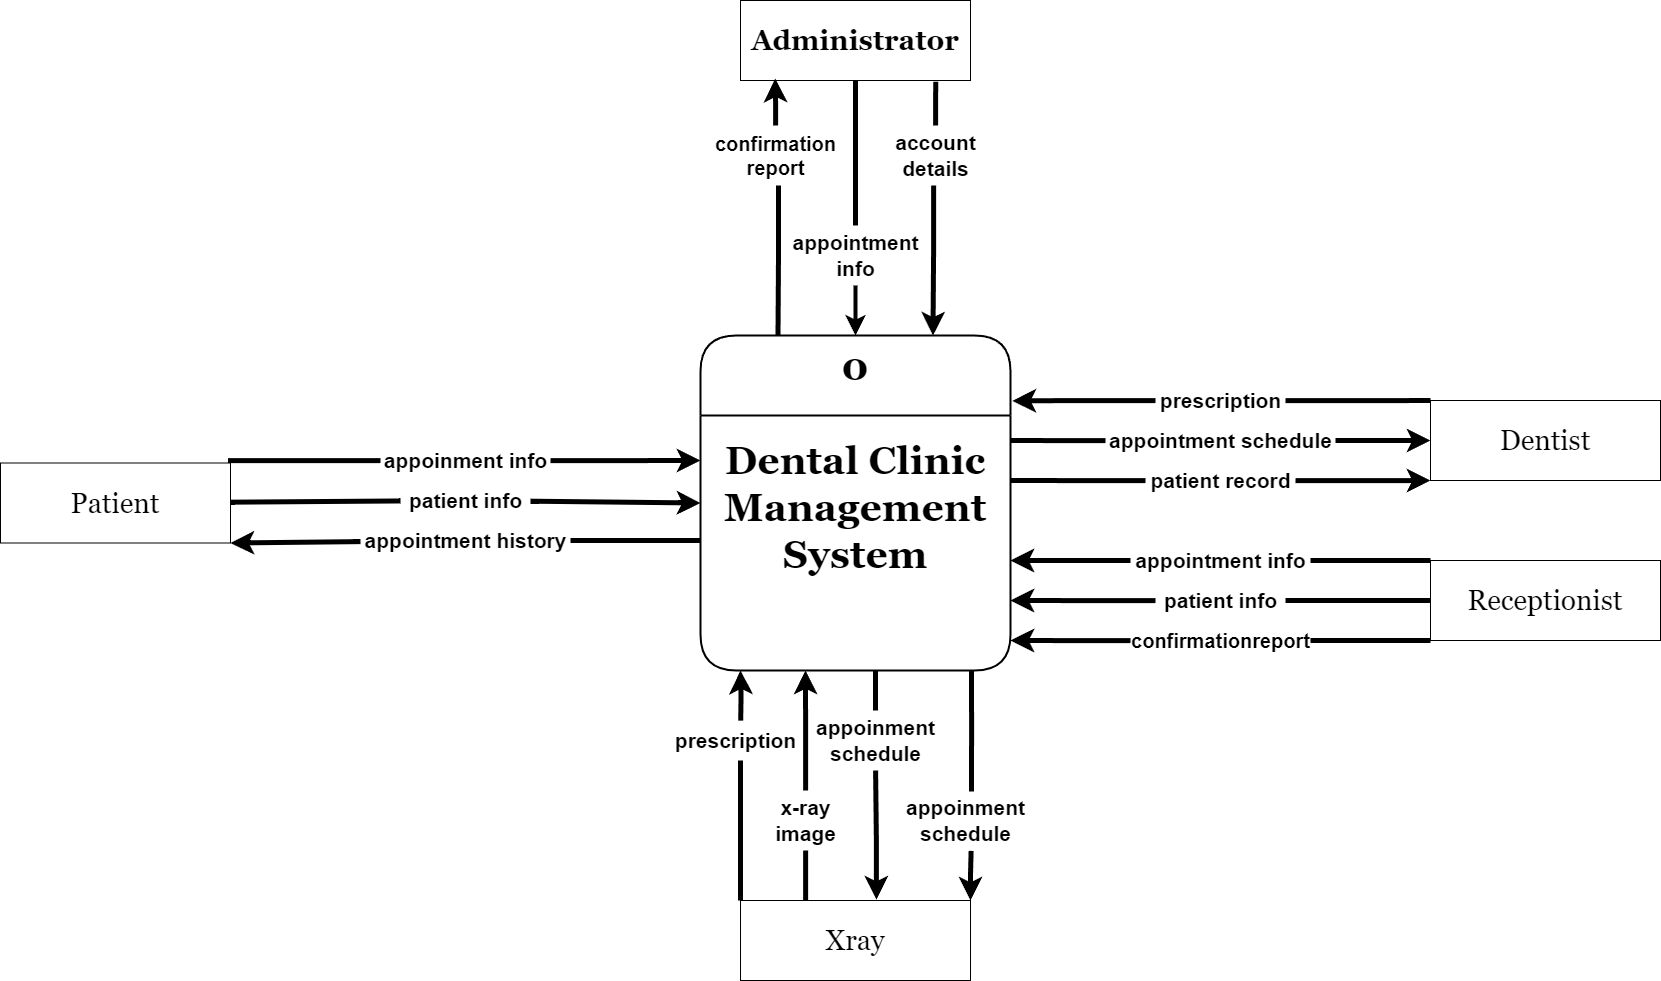 Administrator
confirmation
report
account
details
appointment
info
0
Dental Clinic
Management
System
prescription
appointment schedule
patient record
Dentist
Patient
appoinment info
patient info
appointment history
appointment info
patient info
confirmationreport
Receptionist
prescription
x-ray
image
appoinment
schedule
appoinment
schedule
Xray